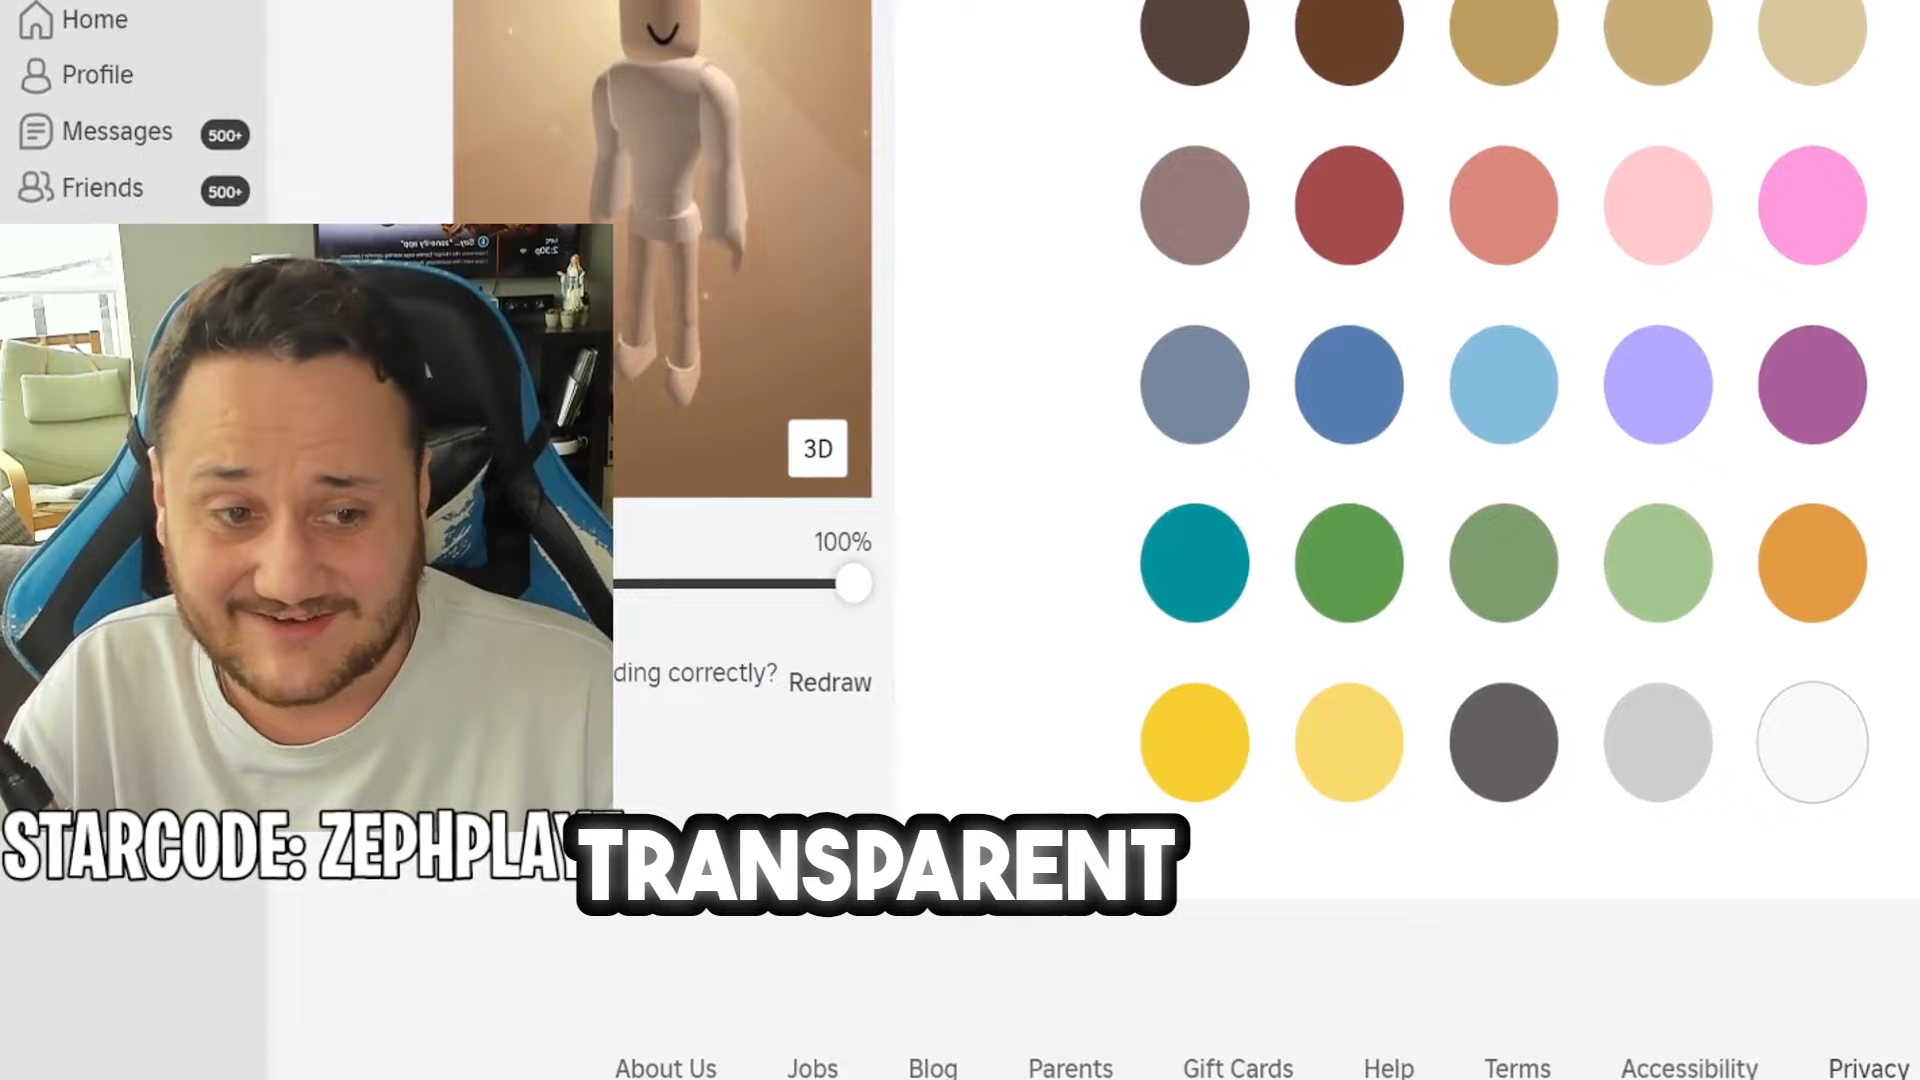 Home
Profile
Messages 500+
Friends 500+
3D
100%
ding correctly? Redraw
STARCODE: ZEPHPLAY
TRANSPARENT
About Us Jobs Blog Parents Gift Cards Help Terms Accessibility Privacy